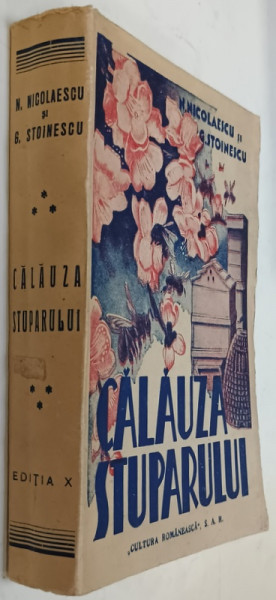 N. NICOLAESCU
ȘI
G. STOINESCU
CĂLĂUZA
STUPARULUI
EDIȚIA X
N. NICOLAESCU și
G. STOINESCU
CĂLĂUZA
STUPARULUI
„CULTURA ROMÂNEASCĂ”, S. A. R.